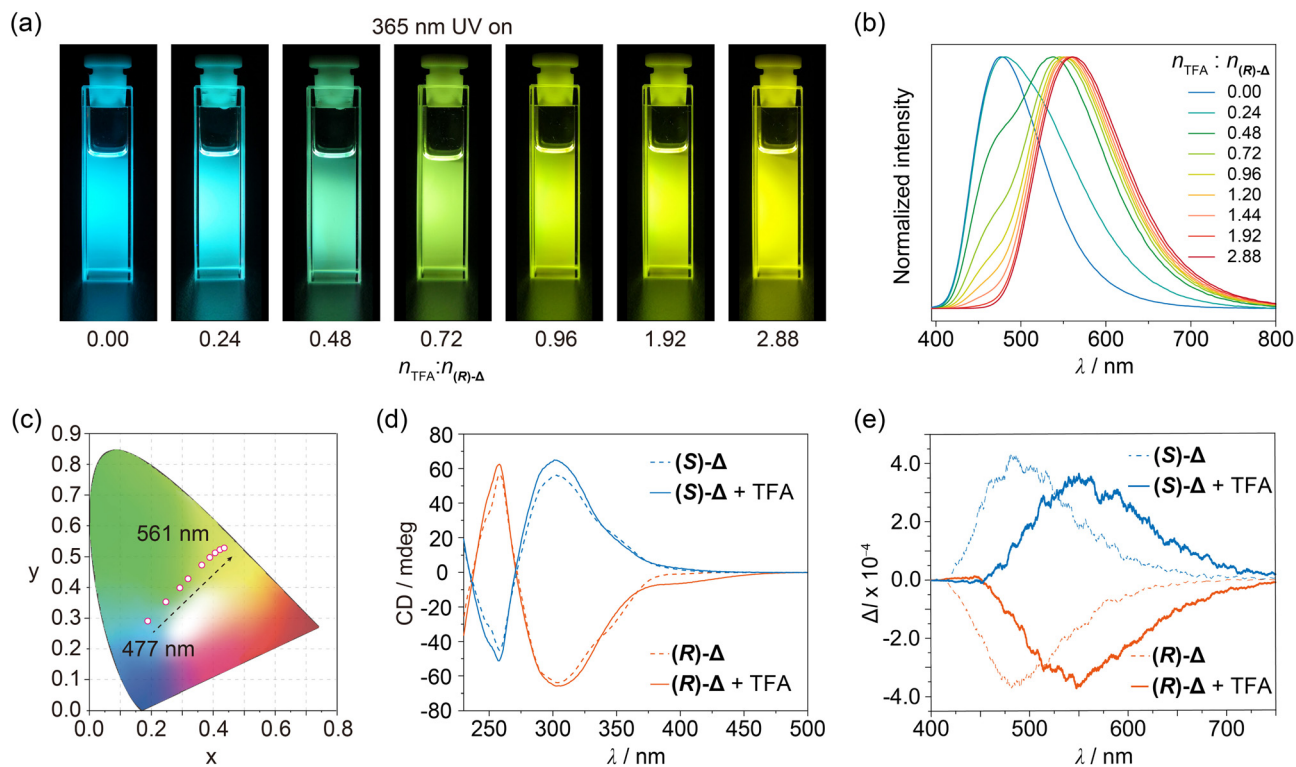 (a)
365 nm UV on
0.00 0.24 0.48 0.72 0.96 1.92 2.88
nTFA:n(R)-Δ
(b)
Normalized intensity
nTFA : n(R)-Δ
0.00
0.24
0.48
0.72
0.96
1.20
1.44
1.92
2.88
400 500 600 700 800
λ / nm
(c)
y
0.9
0.8
0.7
0.6
0.5
0.4
0.3
0.2
0.1
0.0
561 nm
477 nm
0.0 0.2 0.4 0.6 0.8
x
(d)
CD / mdeg
80
60
40
20
0
-20
-40
-60
-80
(S)-Δ
(S)-Δ + TFA
(R)-Δ
(R)-Δ + TFA
250 300 350 400 450 500
λ / nm
(e)
ΔI x 10⁻⁴
4.0
2.0
0.0
-2.0
-4.0
(S)-Δ
(S)-Δ + TFA
(R)-Δ
(R)-Δ + TFA
400 500 600 700
λ / nm